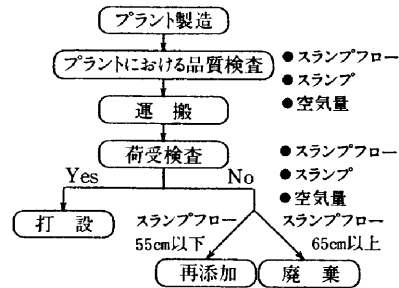 プラント製造
プラントにおける品質検査
●スランプフロー
●スランプ
●空気量
運 搬
荷受検査
●スランプフロー
●スランプ
●空気量
Yes
No
打 設
スランプフロー
55cm以下
スランプフロー
65cm以上
再添加
廃 棄